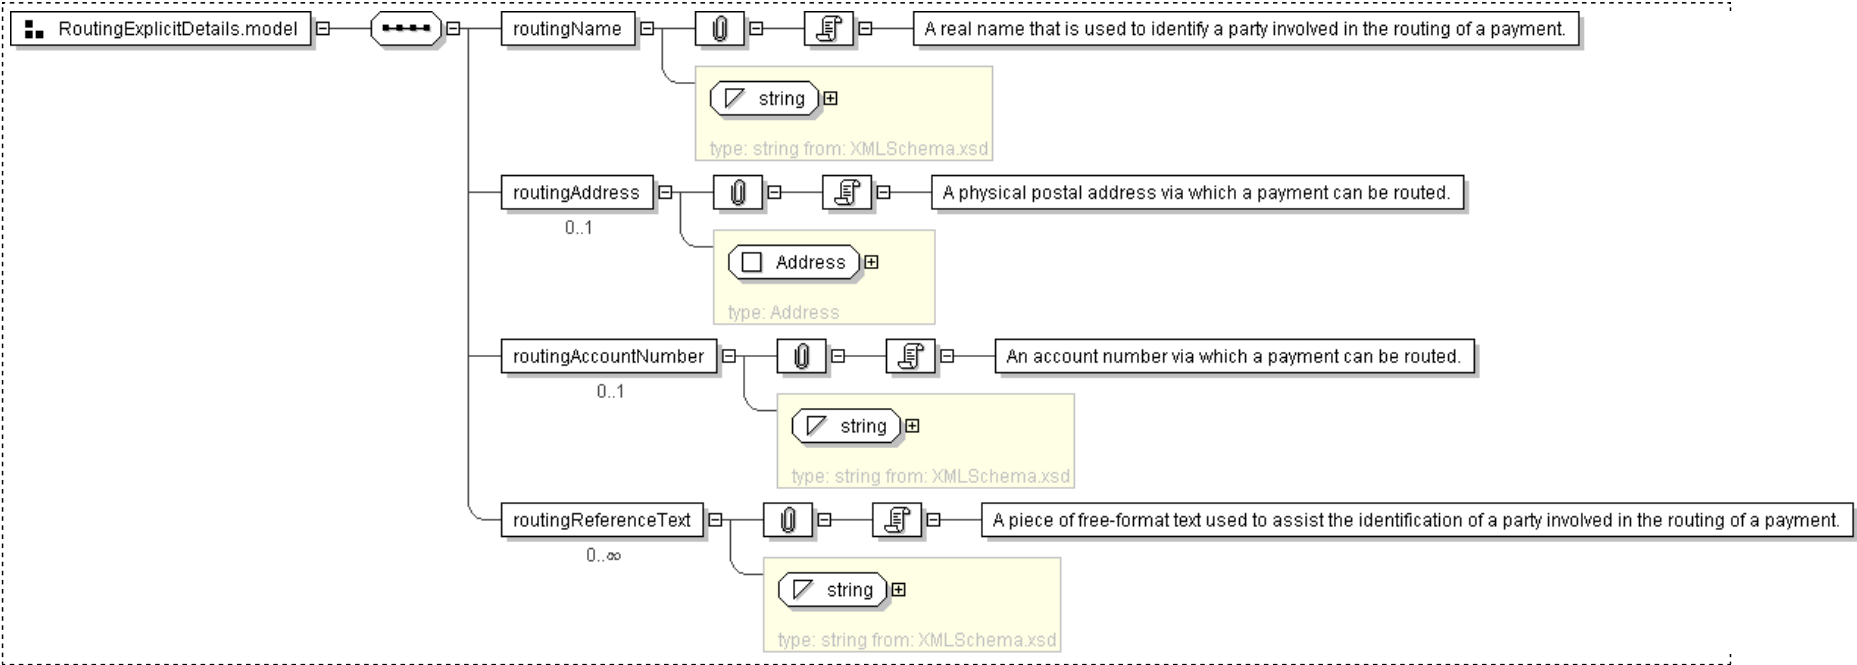 RoutingExplicitDetails.model
routingName
A real name that is used to identify a party involved in the routing of a payment.
string
type: string from: XMLSchema.xsd
routingAddress
0..1
A physical postal address via which a payment can be routed.
Address
type: Address
routingAccountNumber
0..1
An account number via which a payment can be routed.
string
type: string from: XMLSchema.xsd
routingReferenceText
0..∞
A piece of free-format text used to assist the identification of a party involved in the routing of a payment.
string
type: string from: XMLSchema.xsd